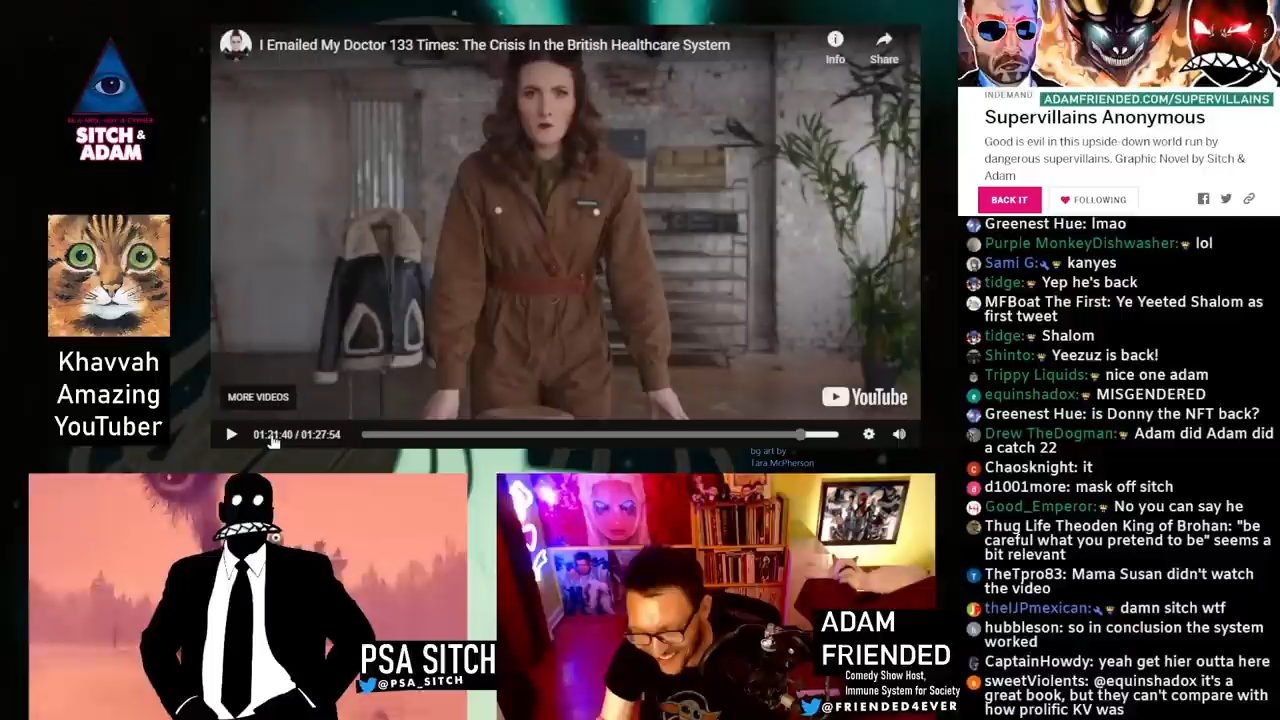 I Emailed My Doctor 133 Times: The Crisis In the British Healthcare System
Info
Share
SITCH &
ADAM
Khavvah
Amazing
YouTuber
MORE VIDEOS
YouTube
01:21:40 / 01:27:54
bg art by
Tara McPherson
PSA SITCH
@PSA_SITCH
ADAM
FRIENDED
Comedy Show Host,
Immune System for Society
@FRIENDED4EVER
INDEMAND
ADAMFRIENDED.COM/SUPERVILLAINS
Supervillains Anonymous
Good is evil in this upside-down world run by
dangerous supervillains. Graphic Novel by Sitch &
Adam
BACK IT
FOLLOWING
Greenest Hue: lmao
Purple MonkeyDishwasher: lol
Sami G: kanyes
tidge: Yep he's back
MFBoat The First: Ye Yeeted Shalom as
first tweet
tidge: Shalom
Shinto: Yeezuz is back!
Trippy Liquids: nice one adam
equinshadox: MISGENDERED
Greenest Hue: is Donny the NFT back?
Drew TheDogman: Adam did Adam did
a catch 22
Chaosknight: it
d1001more: mask off sitch
Good_Emperor: No you can say he
Thug Life Theoden King of Brohan: "be
careful what you pretend to be" seems a
bit relevant
TheTpro83: Mama Susan didn't watch
the video
theIJPmexican: damn sitch wtf
hubbleson: so in conclusion the system
worked
CaptainHowdy: yeah get hier outta here
sweetViolents: @equinshadox it's a
great book, but they can't compare with
how prolific KV was